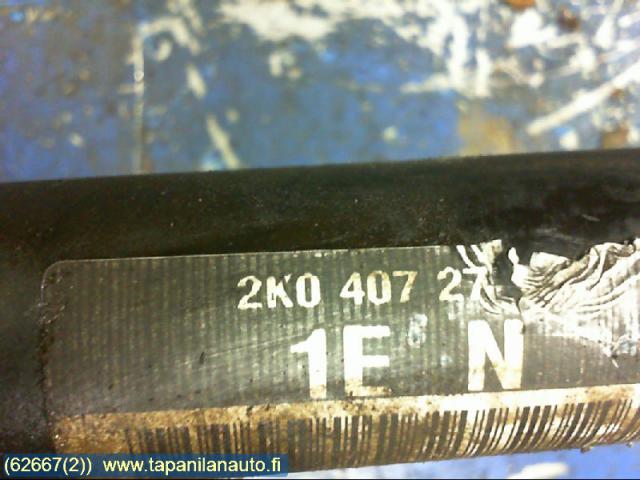 2K0 407 27
1E N
(62667(2)) www.tapanilanauto.fi